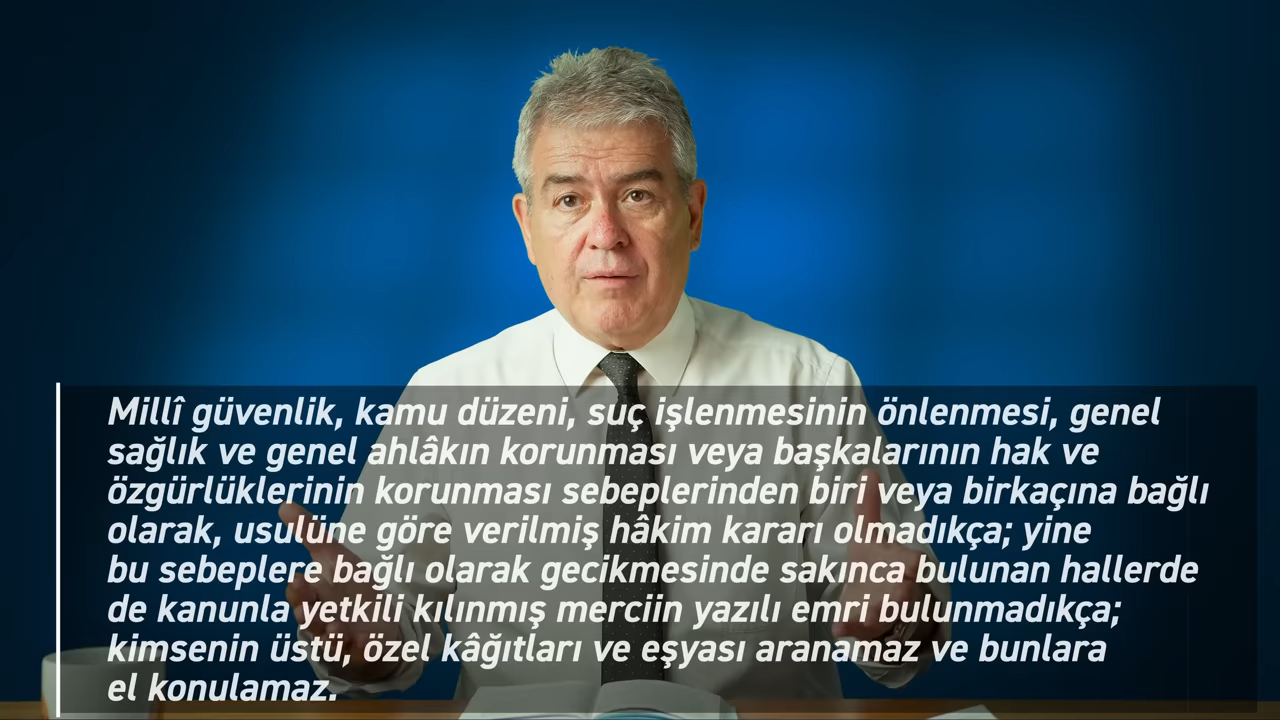 Millî güvenlik, kamu düzeni, suç işlenmesinin önlenmesi, genel
sağlık ve genel ahlâkın korunması veya başkalarının hak ve
özgürlüklerinin korunması sebeplerinden biri veya birkaçına bağlı
olarak, usulüne göre verilmiş hâkim kararı olmadıkça; yine
bu sebeplere bağlı olarak gecikmesinde sakınca bulunan hallerde
de kanunla yetkili kılınmış merciin yazılı emri bulunmadıkça;
kimsenin üstü, özel kâğıtları ve eşyası aranamaz ve bunlara
el konulamaz.